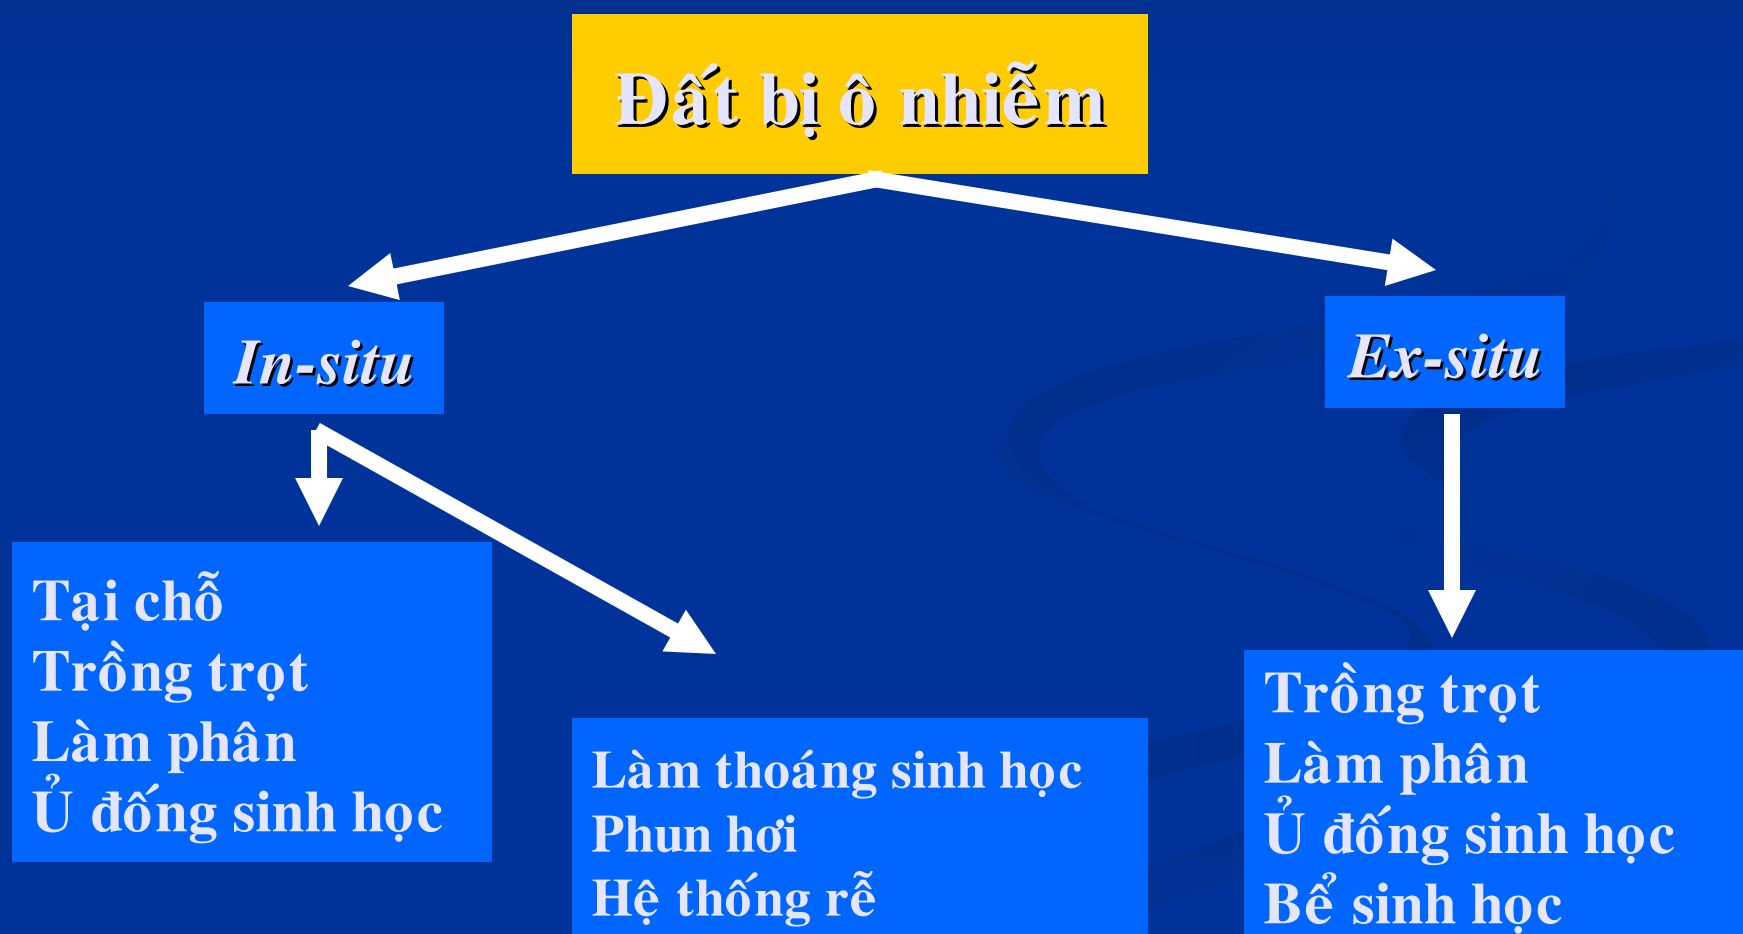 Đất bị ô nhiễm
In-situ
Ex-situ
Tại chỗ
Trồng trọt
Làm phân
Ủ đống sinh học
Làm thoáng sinh học
Phun hơi
Hệ thống rễ
Trồng trọt
Làm phân
Ủ đống sinh học
Bể sinh học